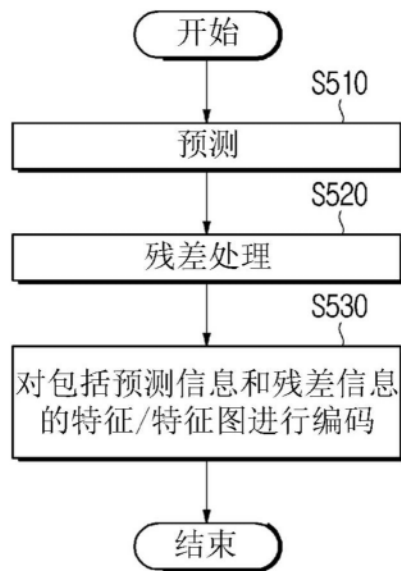 开始
S510
预测
S520
残差处理
S530
对包括预测信息和残差信息
的特征/特征图进行编码
结束